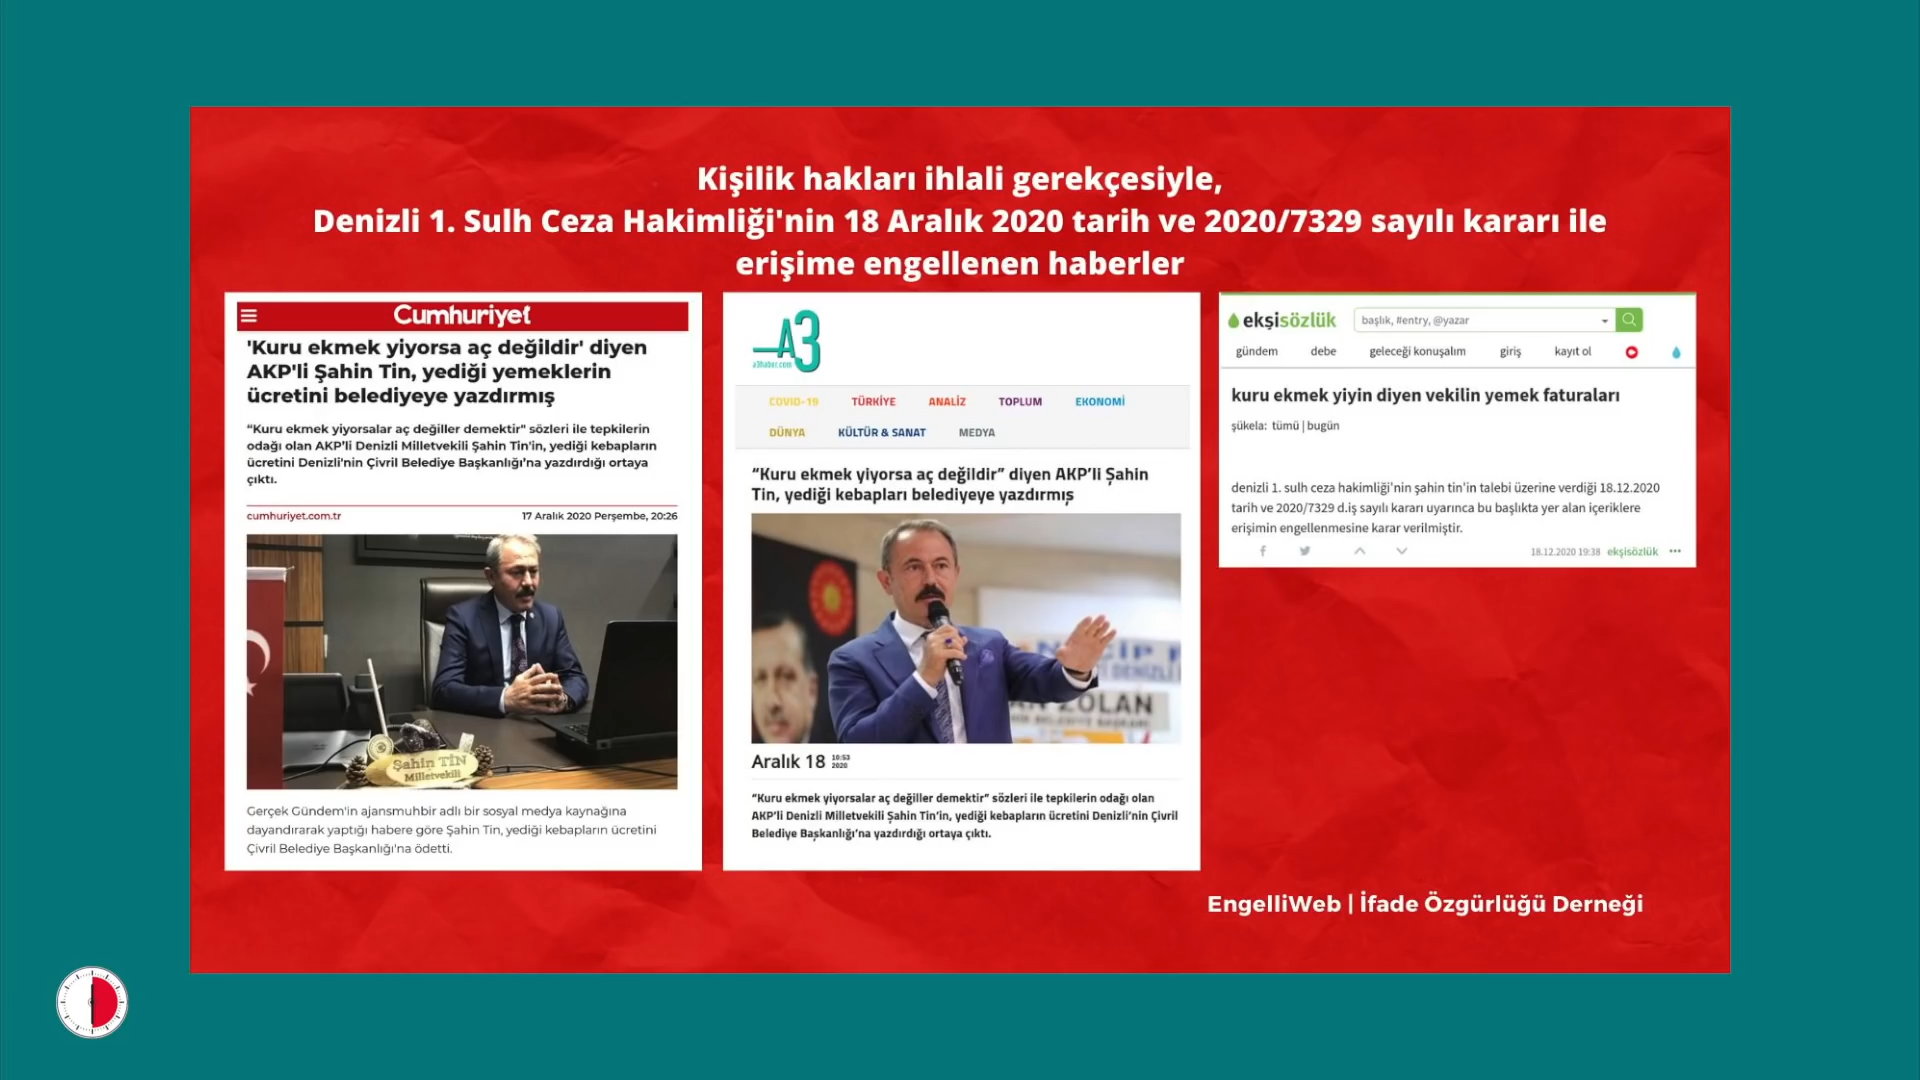 Kişilik hakları ihlali gerekçesiyle,
Denizli 1. Sulh Ceza Hakimliği'nin 18 Aralık 2020 tarih ve 2020/7329 sayılı kararı ile
erişime engellenen haberler
Cumhuriyet
'Kuru ekmek yiyorsa aç değildir' diyen
AKP'li Şahin Tin, yediği yemeklerin
ücretini belediyeye yazdırmış
"Kuru ekmek yiyorsalar aç değiller demektir" sözleri ile tepkilerin
odağı olan AKP'li Denizli Milletvekili Şahin Tin'in, yediği kebapların
ücretini Denizli'nin Çivril Belediye Başkanlığı'na yazdırdığı ortaya
çıktı.
cumhuriyet.com.tr 17 Aralık 2020 Perşembe, 20:26
Şahin TİN
Milletvekili
Gerçek Gündem'in ajansmuhbir adlı bir sosyal medya kaynağına
dayandırarak yaptığı habere göre Şahin Tin, yediği kebapların ücretini
Çivril Belediye Başkanlığı'na ödetti.
A3
a3haber.com
COVID-19 TÜRKİYE ANALİZ TOPLUM EKONOMİ
DÜNYA KÜLTÜR & SANAT MEDYA
"Kuru ekmek yiyorsa aç değildir" diyen AKP'li Şahin
Tin, yediği kebapları belediyeye yazdırmış
DENİZLİ
ZOLAN
Aralık 18 10:53
2020
"Kuru ekmek yiyorsalar aç değiller demektir" sözleri ile tepkilerin odağı olan
AKP'li Denizli Milletvekili Şahin Tin'in, yediği kebapların ücretini Denizli'nin Çivril
Belediye Başkanlığı'na yazdırdığı ortaya çıktı.
ekşisözlük
başlık, #entry, @yazar
gündem debe geleceği konuşalım giriş kayıt ol
kuru ekmek yiyin diyen vekilin yemek faturaları
şükela: tümü | bugün
denizli 1. sulh ceza hakimliği'nin şahin tin'in talebi üzerine verdiği 18.12.2020
tarih ve 2020/7329 d.iş sayılı kararı uyarınca bu başlıkta yer alan içeriklere
erişimin engellenmesine karar verilmiştir.
18.12.2020 19:38 ekşisözlük
EngelliWeb | İfade Özgürlüğü Derneği